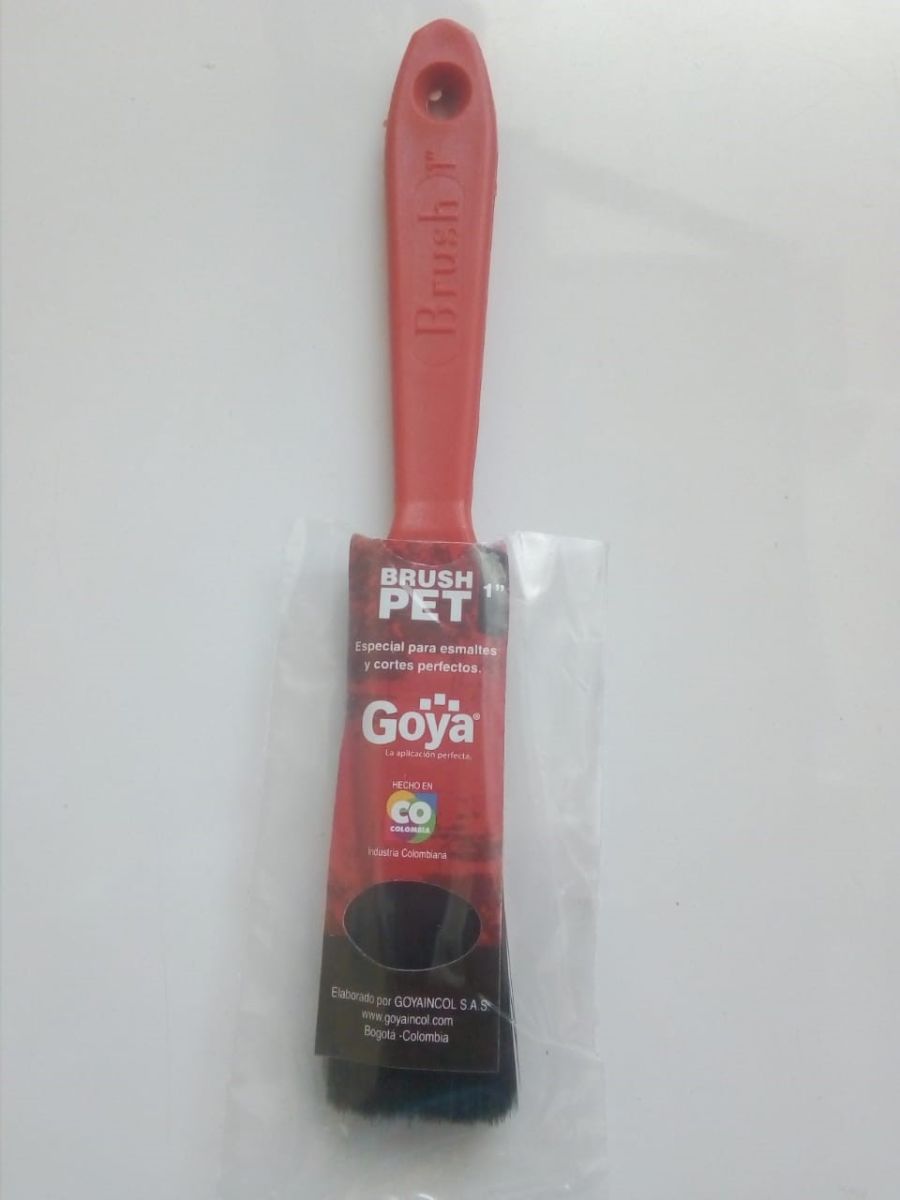 Brush 1"
BRUSH
PET 1"
Especial para esmaltes
y cortes perfectos.
Goya®
La aplicación perfecta.
HECHO EN
CO
COLOMBIA
Industria Colombiana
Elaborado por GOYAINCOL S.A.S
www.goyaincol.com
Bogotá -Colombia